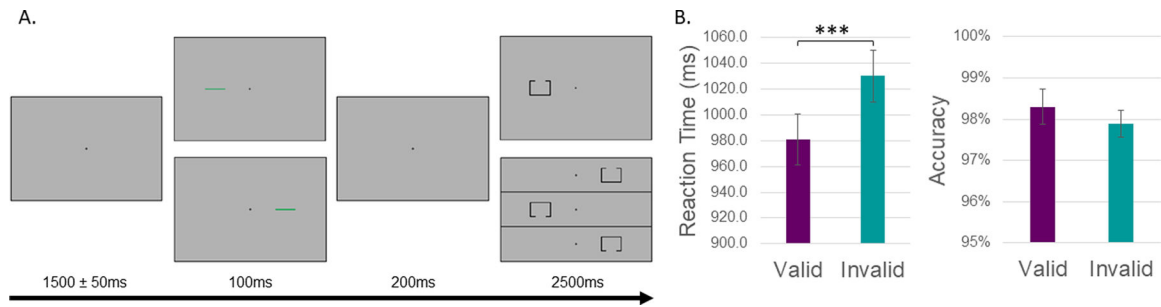 A.
1500 ± 50ms
100ms
200ms
2500ms
B.
Reaction Time (ms)
1060.0
1040.0
1020.0
1000.0
980.0
960.0
940.0
920.0
900.0
***
Valid Invalid
Accuracy
100%
99%
98%
97%
96%
95%
Valid Invalid